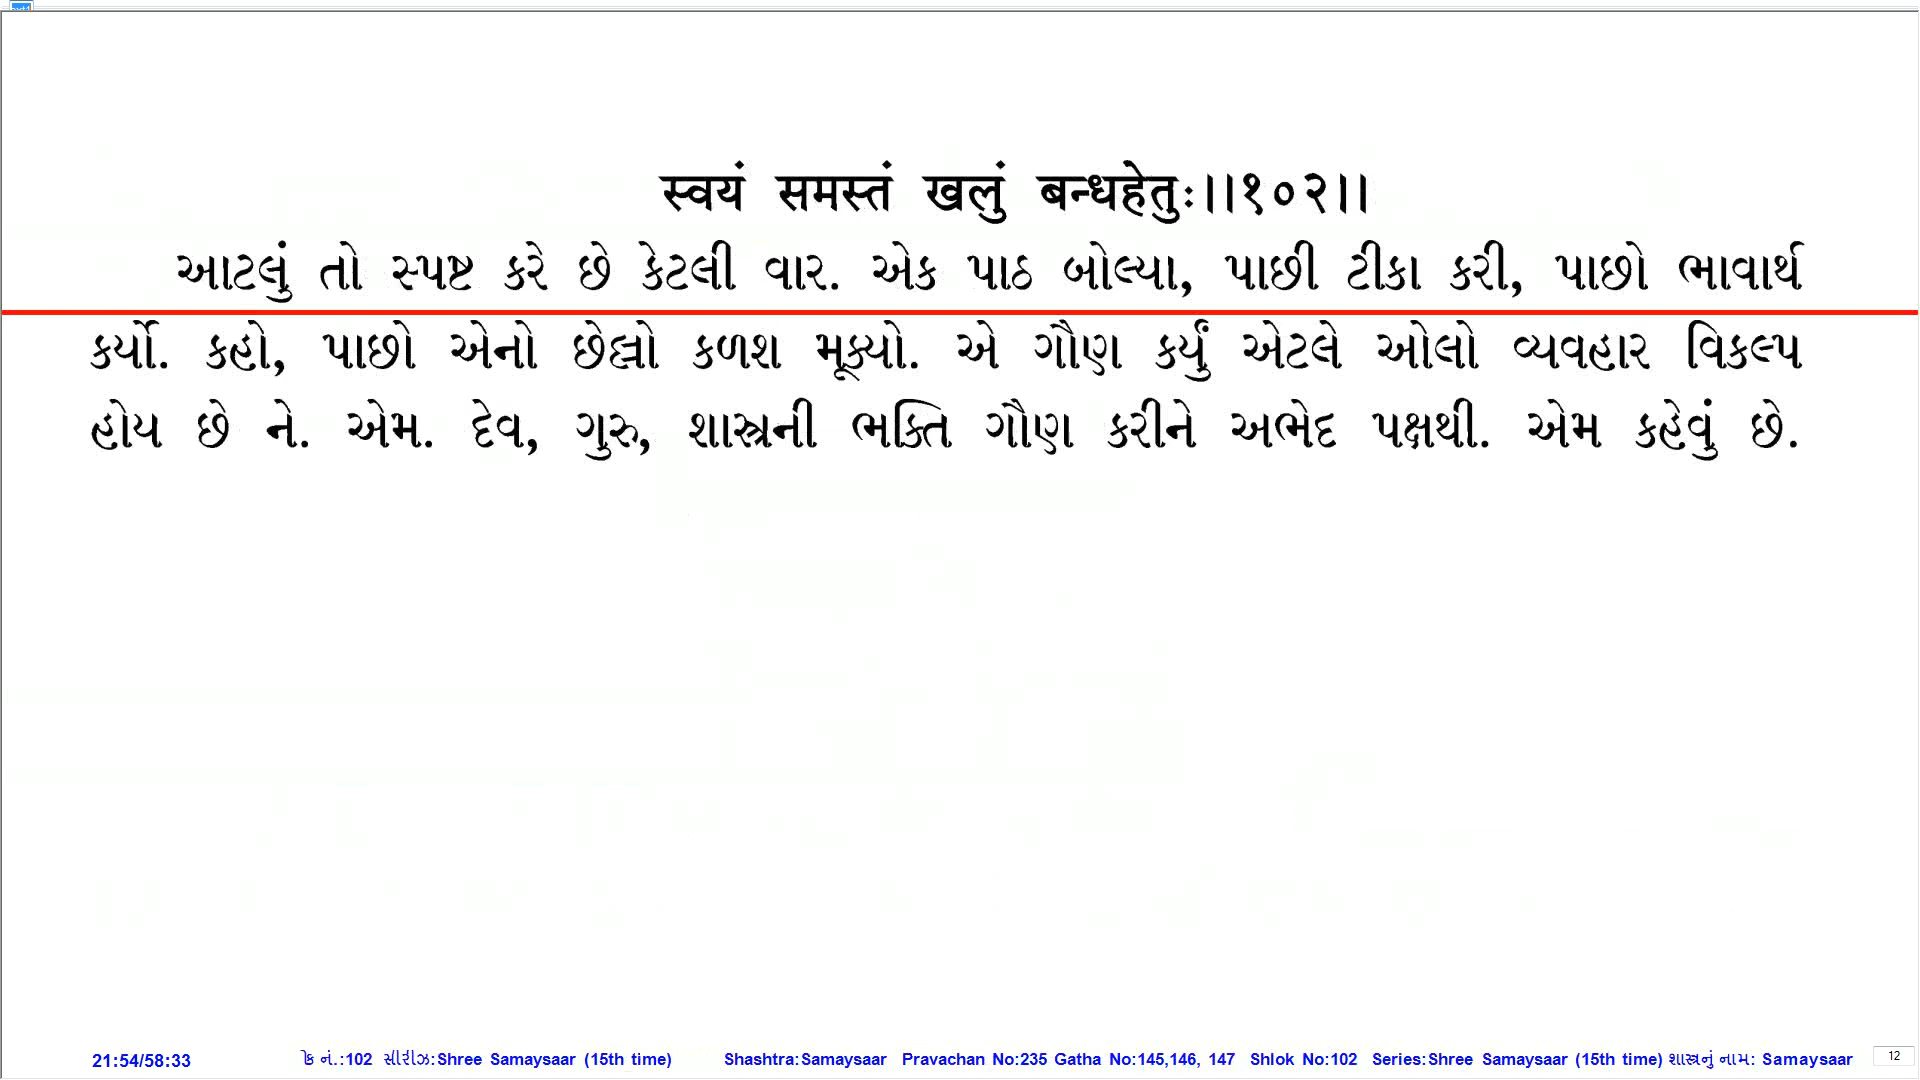 स्वयं समस्तं खलुं बन्धहेतुः।।१०२।।
આટલું તો સ્પષ્ટ કરે છે કેટલી વાર. એક પાઠ બોલ્યા, પાછી ટીકા કરી, પાછો ભાવાર્થ
કર્યો. કહો, પાછો એનો છેલ્લો કળશ મૂક્યો. એ ગૌણ કર્યું એટલે ઓલો વ્યવહાર વિકલ્પ
હોય છે ને. એમ. દેવ, ગુરુ, શાસ્ત્રની ભક્તિ ગૌણ કરીને અભેદ પક્ષથી. એમ કહેવું છે.
21:54/58:33 નં.:102 સીરીઝ:Shree Samaysaar (15th time) Shashtra:Samaysaar Pravachan No:235 Gatha No:145,146, 147 Shlok No:102 Series:Shree Samaysaar (15th time) શાસ્ત્રનું નામ: Samaysaar 12